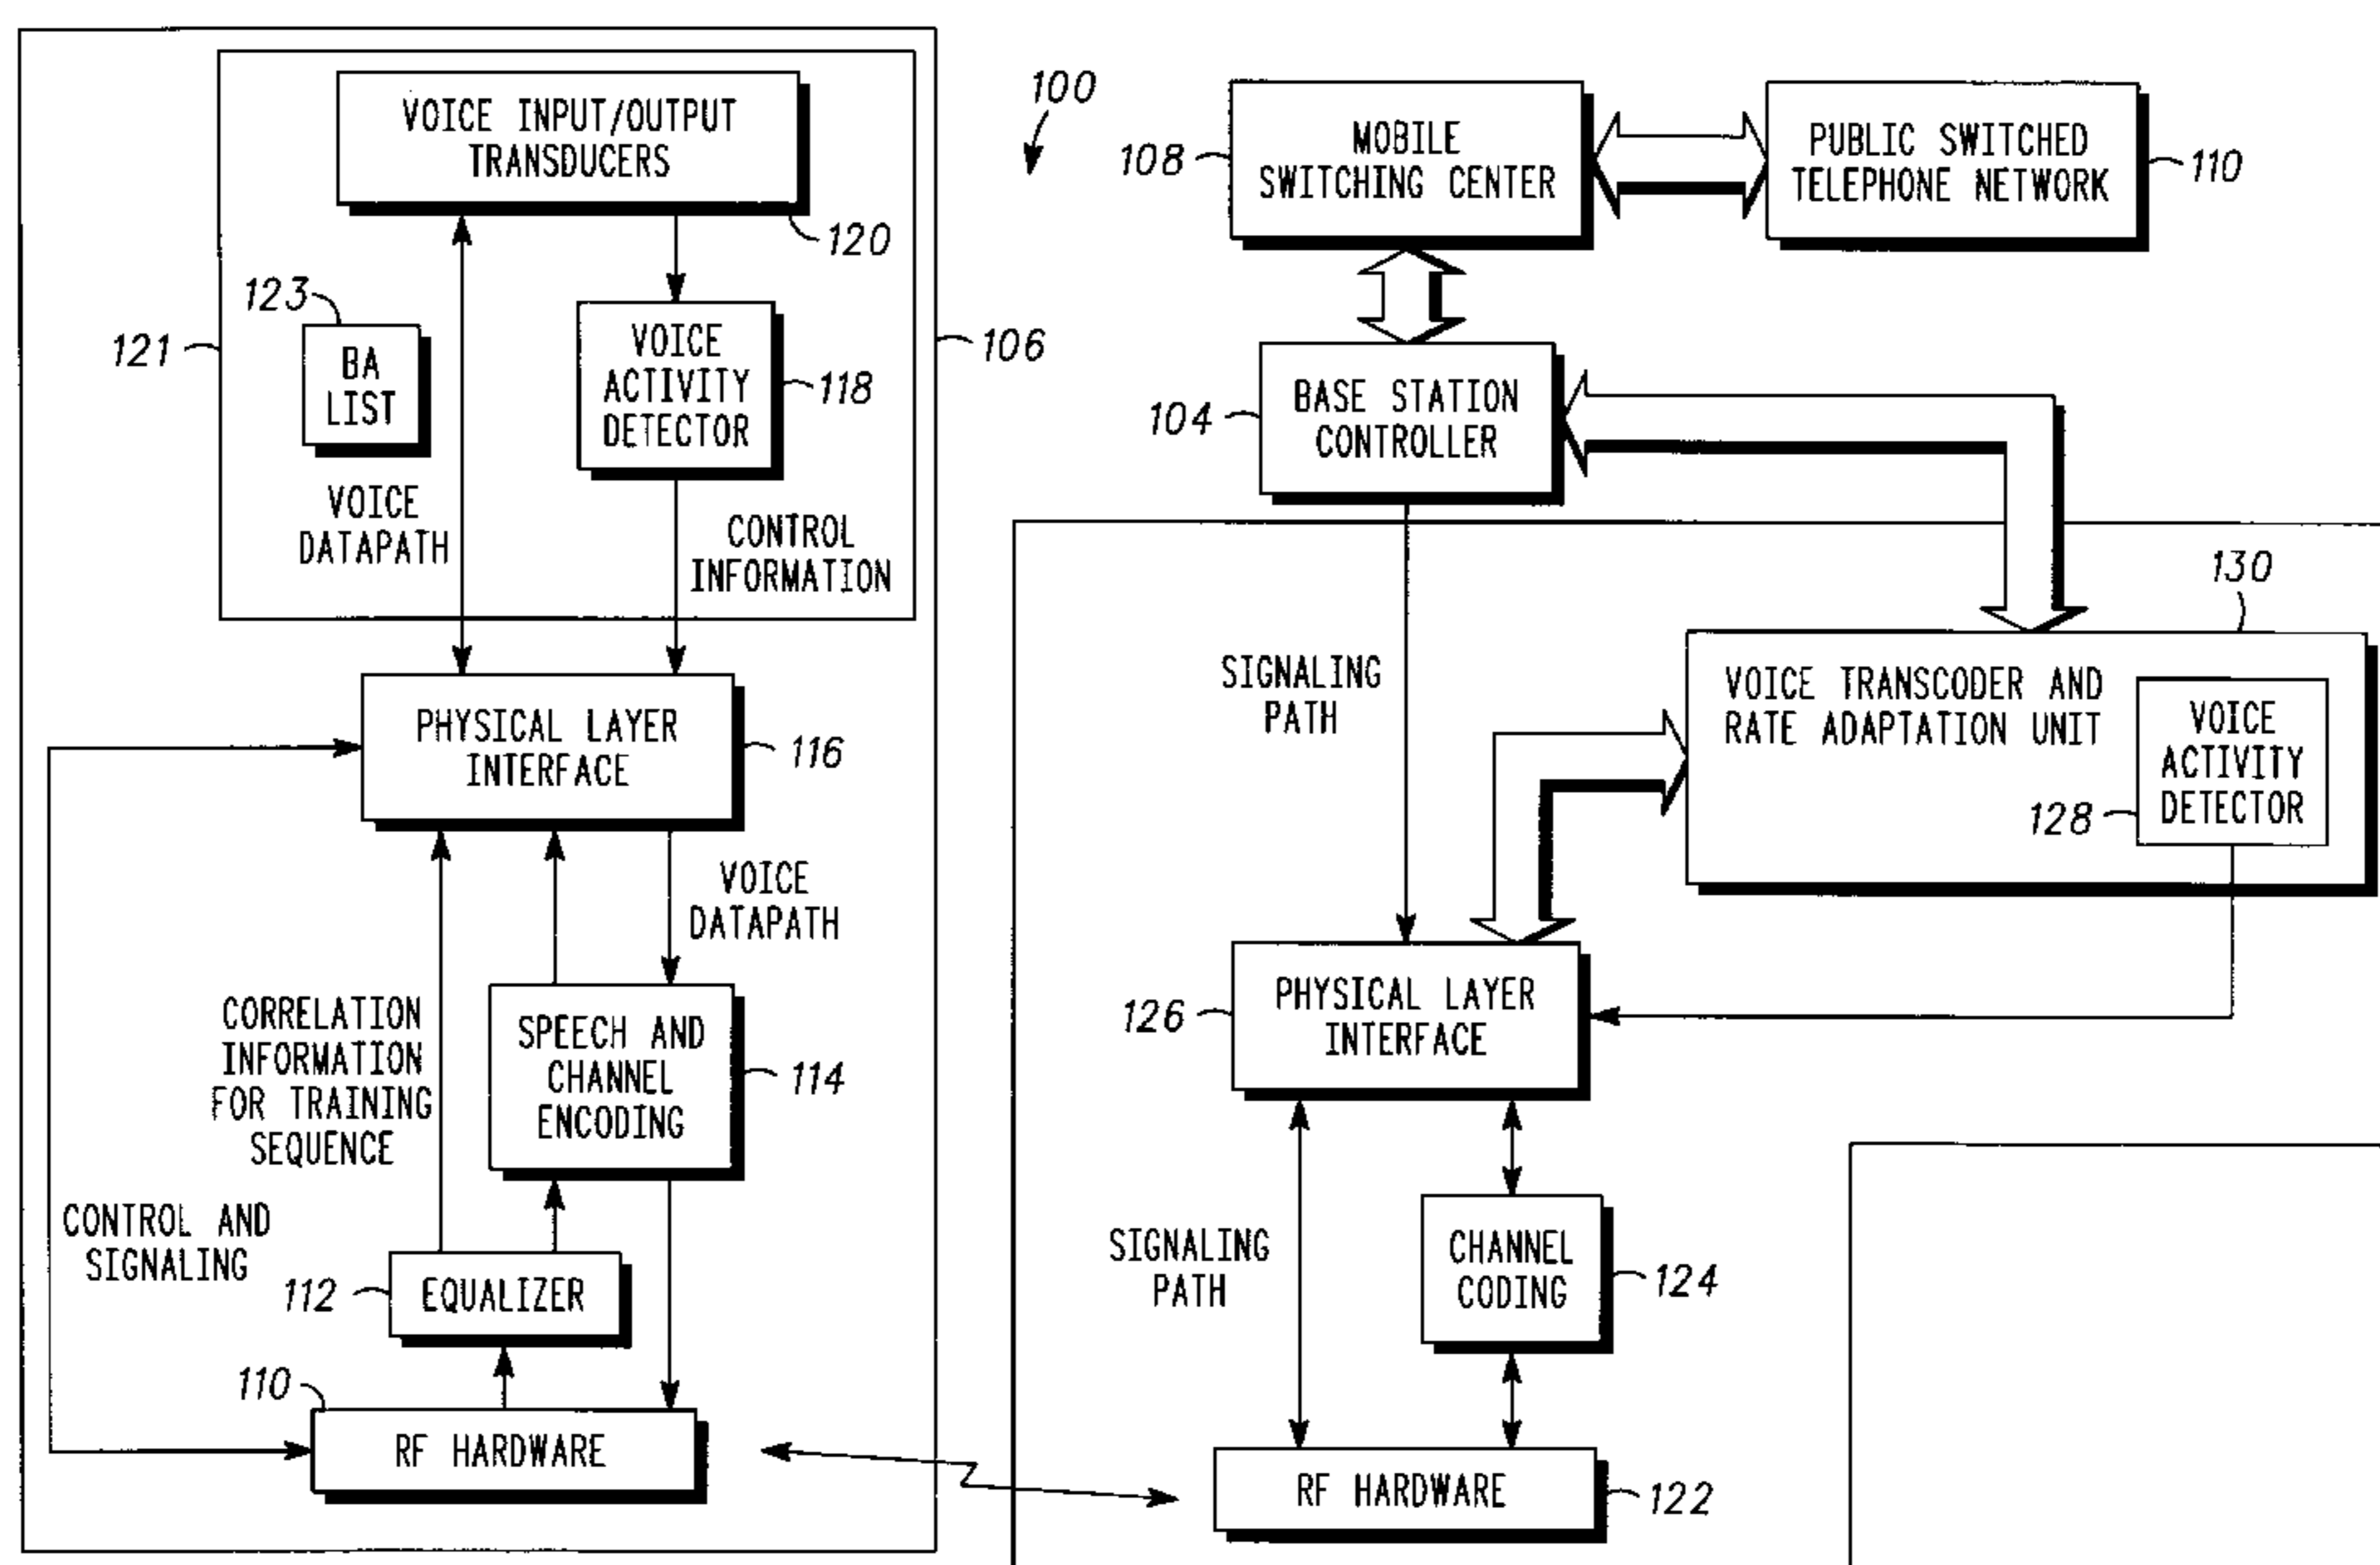 VOICE INPUT/OUTPUT
TRANSDUCERS
120
123
BA
LIST
121
VOICE
ACTIVITY
DETECTOR
118
106
VOICE
DATAPATH
CONTROL
INFORMATION
PHYSICAL LAYER
INTERFACE
116
VOICE
DATAPATH
CORRELATION
INFORMATION
FOR TRAINING
SEQUENCE
SPEECH AND
CHANNEL
ENCODING
114
CONTROL AND
SIGNALING
112
EQUALIZER
110
RF HARDWARE
100
108
MOBILE
SWITCHING CENTER
PUBLIC SWITCHED
TELEPHONE NETWORK
110
104
BASE STATION
CONTROLLER
130
SIGNALING
PATH
VOICE TRANSCODER AND
RATE ADAPTATION UNIT
VOICE
ACTIVITY
DETECTOR
128
126
PHYSICAL LAYER
INTERFACE
SIGNALING
PATH
CHANNEL
CODING
124
RF HARDWARE
122